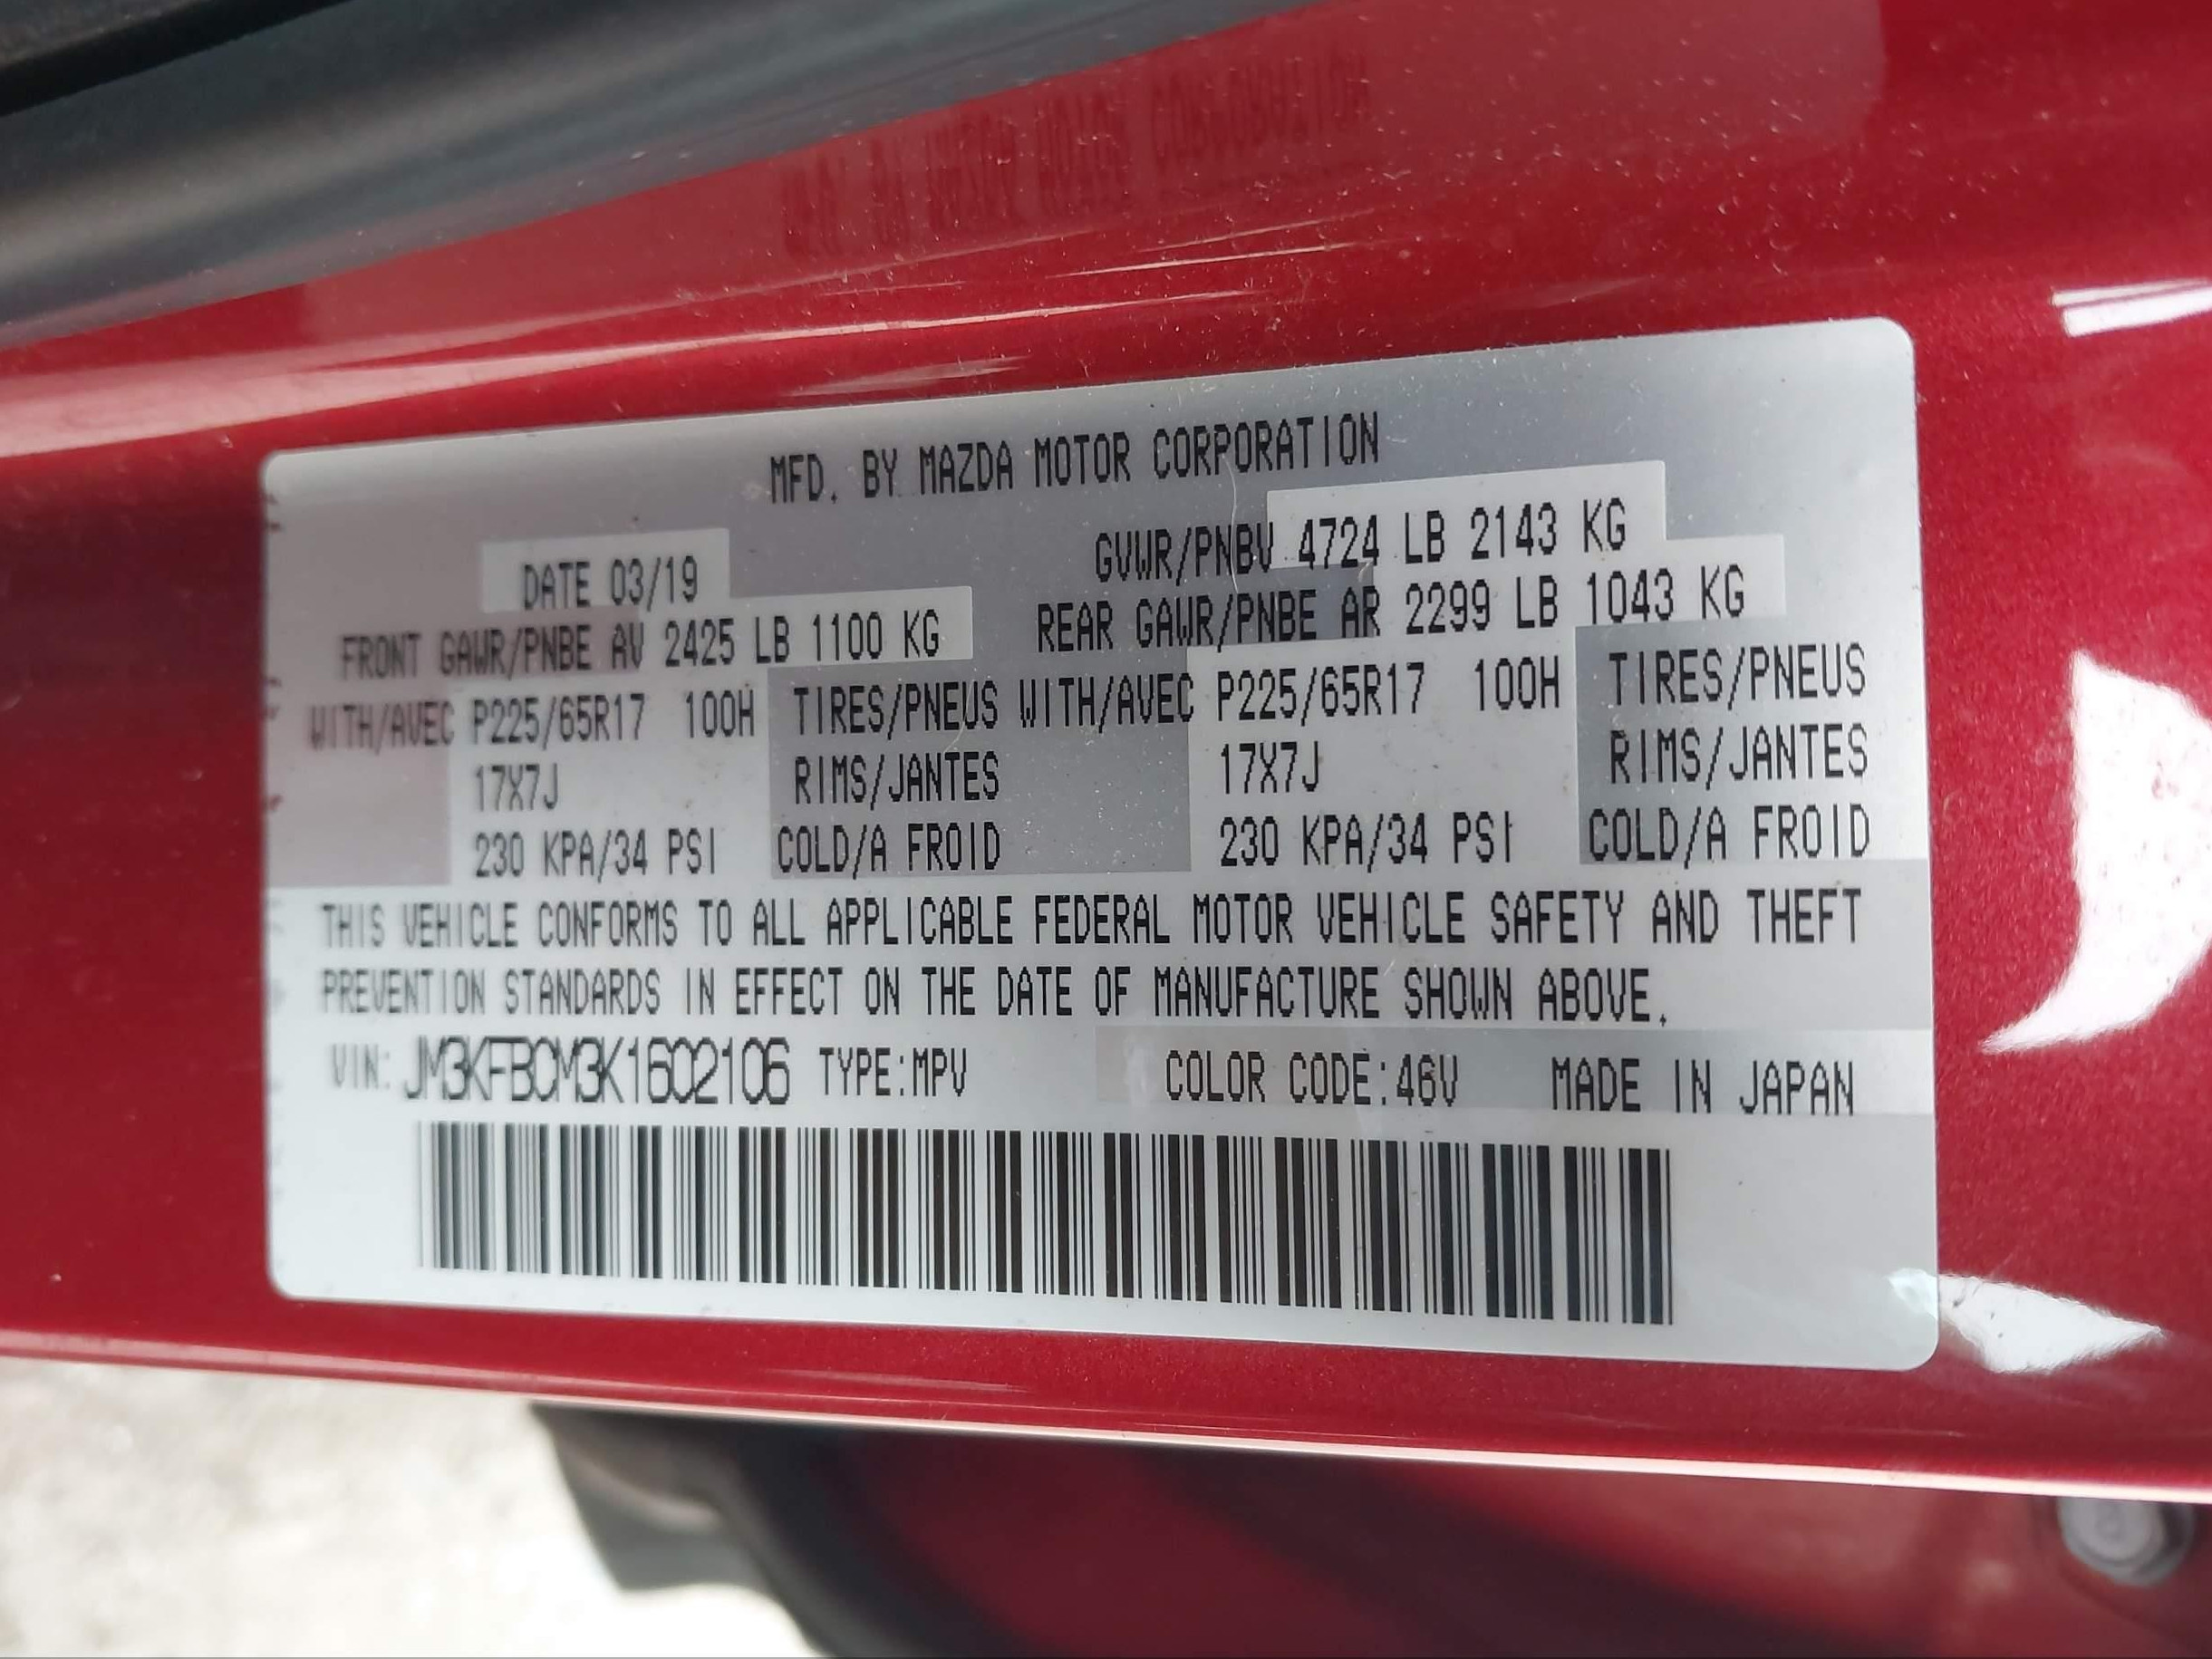 MFD. BY MAZDA MOTOR CORPORATION
DATE 03/19 GVWR/PNBV 4724 LB 2143 KG
FRONT GAWR/PNBE AV 2425 LB 1100 KG REAR GAWR/PNBE AR 2299 LB 1043 KG
WITH/AVEC P225/65R17 100H TIRES/PNEUS WITH/AVEC P225/65R17 100H TIRES/PNEUS
17X7J RIMS/JANTES 17X7J RIMS/JANTES
230 KPA/34 PSI COLD/A FROID 230 KPA/34 PSI COLD/A FROID
THIS VEHICLE CONFORMS TO ALL APPLICABLE FEDERAL MOTOR VEHICLE SAFETY AND THEFT
PREVENTION STANDARDS IN EFFECT ON THE DATE OF MANUFACTURE SHOWN ABOVE.
VIN: JM3KFBCM3K1602106 TYPE:MPV COLOR CODE:46V MADE IN JAPAN